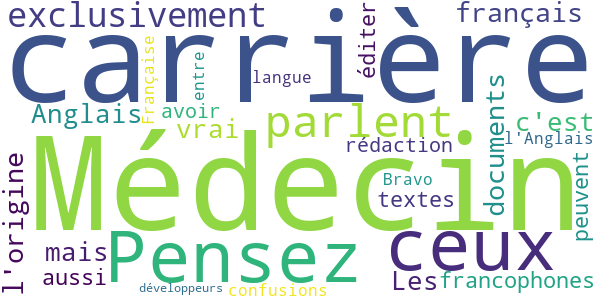 exclusivement
carrière
éditer
français
Française
entre
langue
Anglais
avoir
vrai
parlent
documents
c'est
l'Anglais
Médecin
rédaction
peuvent
l'origine
Bravo
textes
mais
aussi
Pensez
ceux
Les
francophones
développeurs
confusions